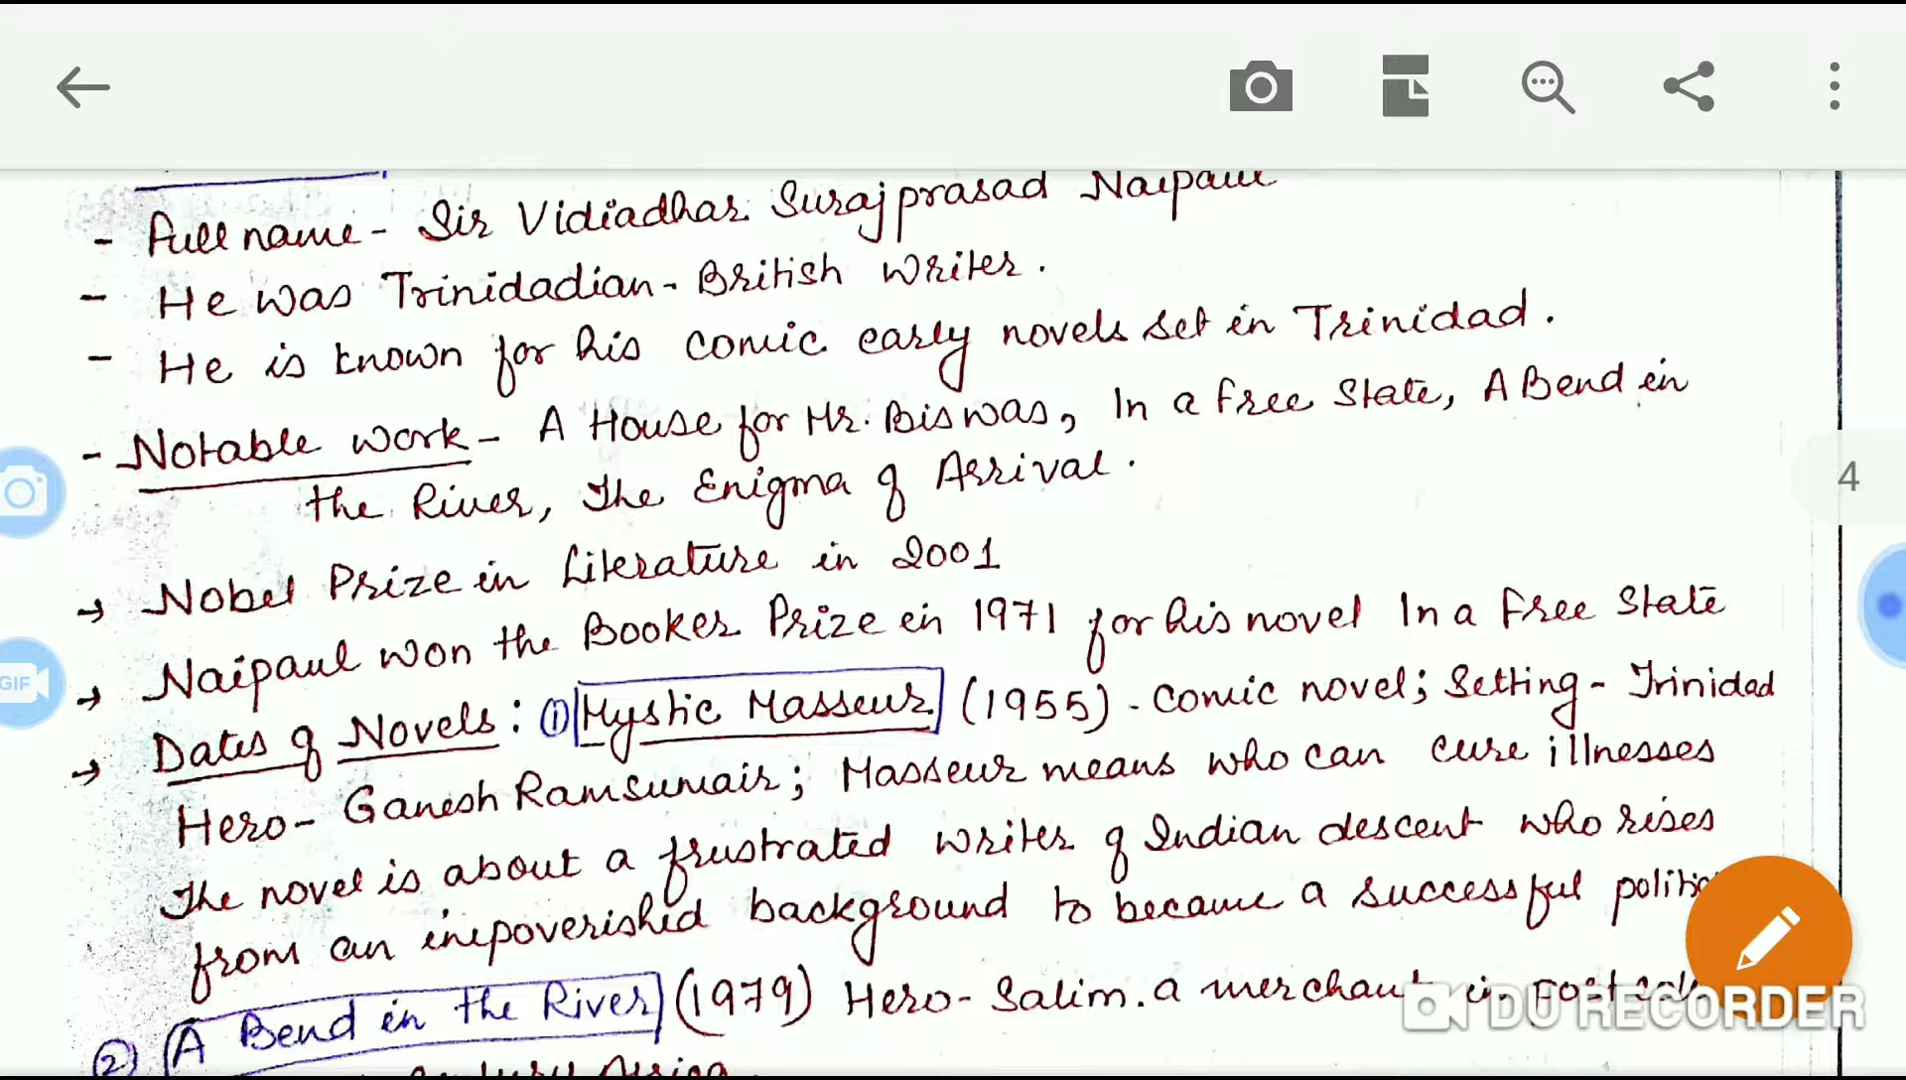 - Full name - Sir Vidiadhar Surajprasad Naipaul
- He was Trinidadian - British writer.
- He is known for his comic early novels set in Trinidad.
- Notable work - A House for Mr. Biswas, In a free State, A Bend in
the River, The Enigma of Arrival.
→ Nobel Prize in Literature in 2001
→ Naipaul won the Booker Prize in 1971 for his novel In a Free State
→ Dates of Novels: ① Mystic Masseur (1955) - Comic novel; Setting - Trinidad
Hero - Ganesh Ramsumair; Masseur means who can cure illnesses
The novel is about a frustrated writer of Indian descent who rises
from an inepoverished background to became a successful
② A Bend in the River (1979) Hero - Salim. a merchant in
century
4
GIF
DU RECORDER